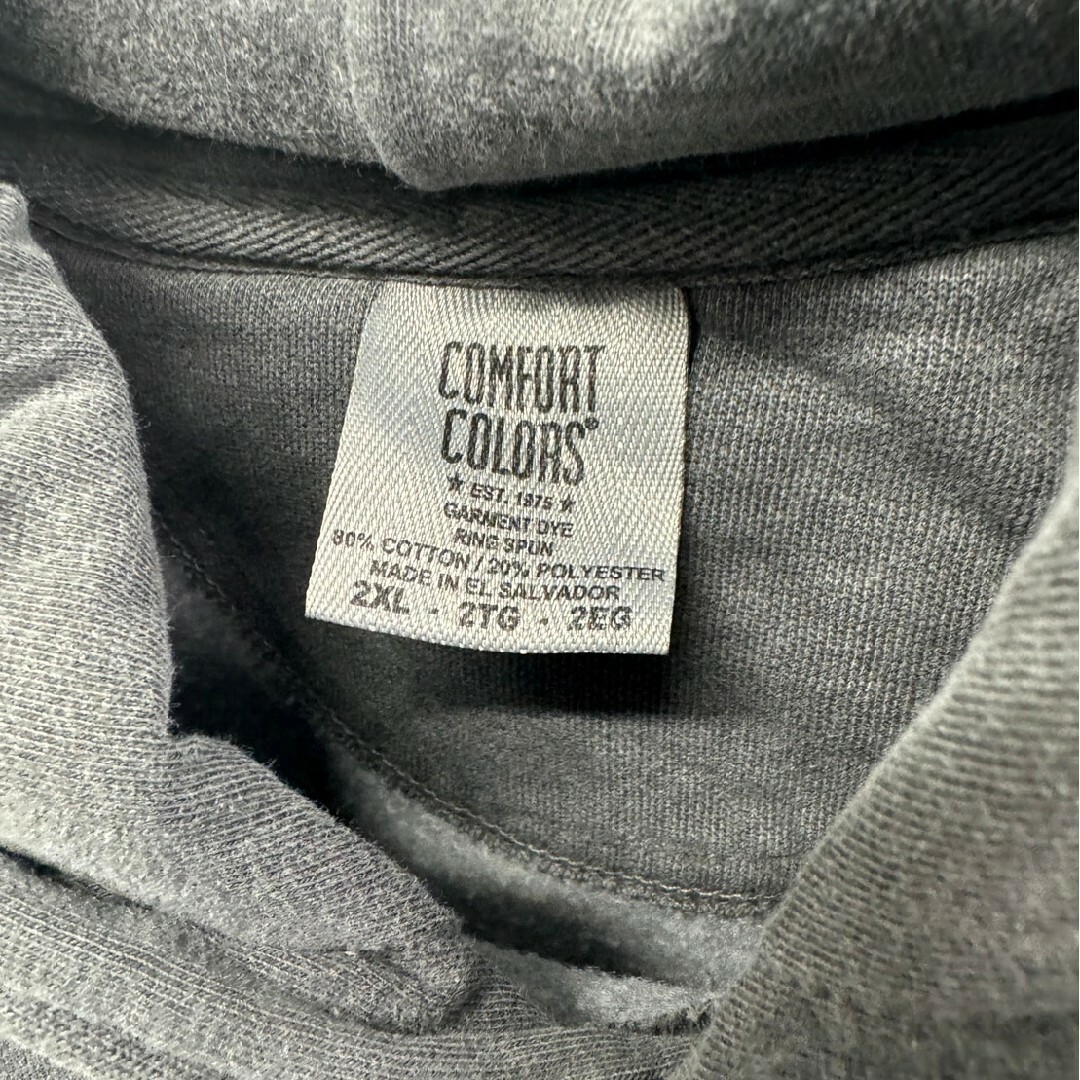 COMFORT
COLORS®
★ EST. 1975 ★
GARMENT DYE
RING SPUN
80% COTTON / 20% POLYESTER
MADE IN EL SALVADOR
2XL - 2TG - 2EG